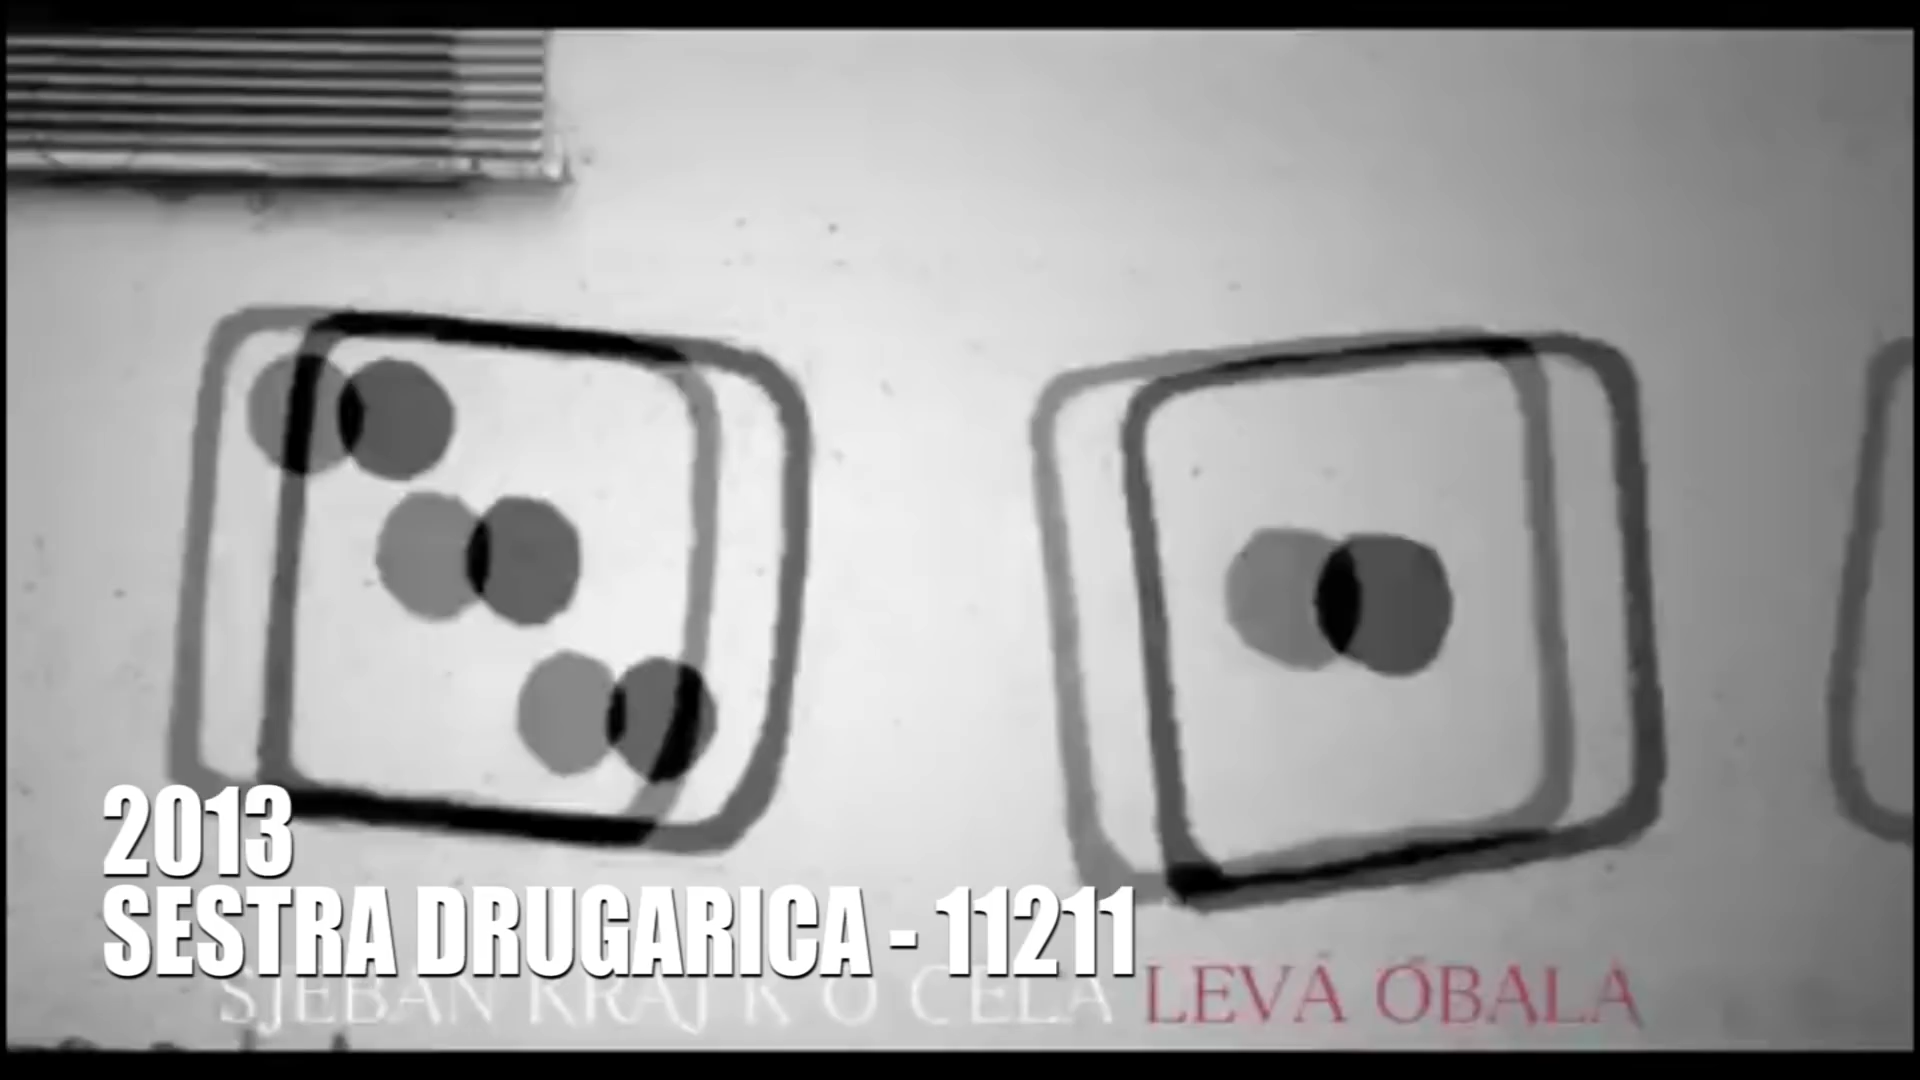 2013
SESTRA DRUGARICA - 11211
SJEBAN KRAJ K O CELA LEVA OBALA